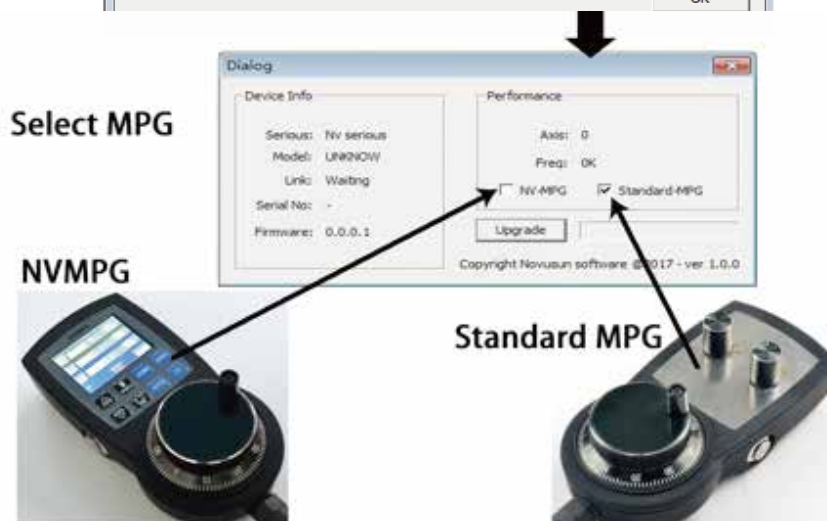 OK
Dialog
Select MPG
Device Info
Serious: Nv serious
Model: UNKNOW
Link: Waiting
Serial No: -
Firmware: 0.0.0.1
Performance
Axis: 0
Freq: 0K
NV-MPG Standard-MPG
Upgrade
Copyright Novusun software @2017 - ver 1.0.0
NVMPG
Standard MPG